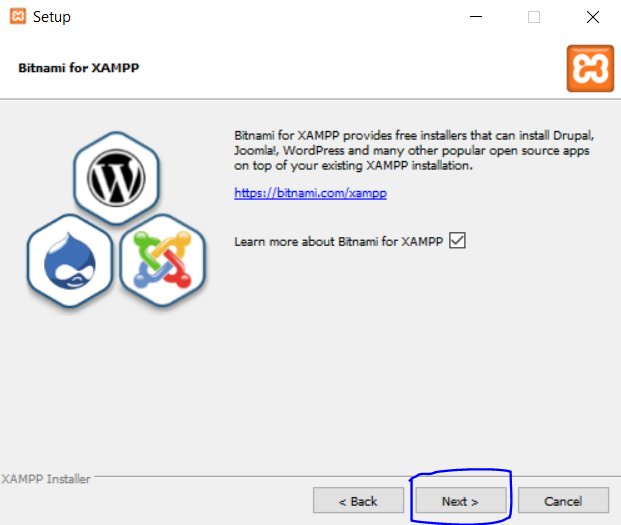 Setup
Bitnami for XAMPP
Bitnami for XAMPP provides free installers that can install Drupal,
Joomla!, WordPress and many other popular open source apps
on top of your existing XAMPP installation.
https://bitnami.com/xampp
Learn more about Bitnami for XAMPP
XAMPP Installer
< Back
Next >
Cancel